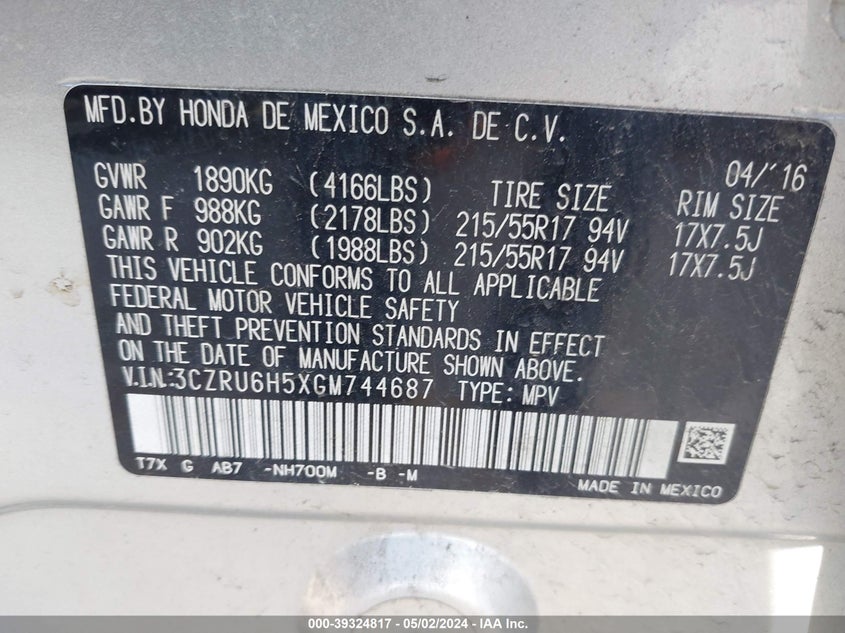 MFD.BY HONDA DE MEXICO S.A. DE C.V.
04/'16
GVWR 1890KG (4166LBS) TIRE SIZE RIM SIZE
GAWR F 988KG (2178LBS) 215/55R17 94V 17X7.5J
GAWR R 902KG (1988LBS) 215/55R17 94V 17X7.5J
THIS VEHICLE CONFORMS TO ALL APPLICABLE
FEDERAL MOTOR VEHICLE SAFETY
AND THEFT PREVENTION STANDARDS IN EFFECT
ON THE DATE OF MANUFACTURE SHOWN ABOVE.
V.I.N.:3CZRU6H5XGM744687 TYPE: MPV
T7X G AB7 -NH700M -B -M
MADE IN MEXICO
000-39324817 - 05/02/2024 - IAA Inc.